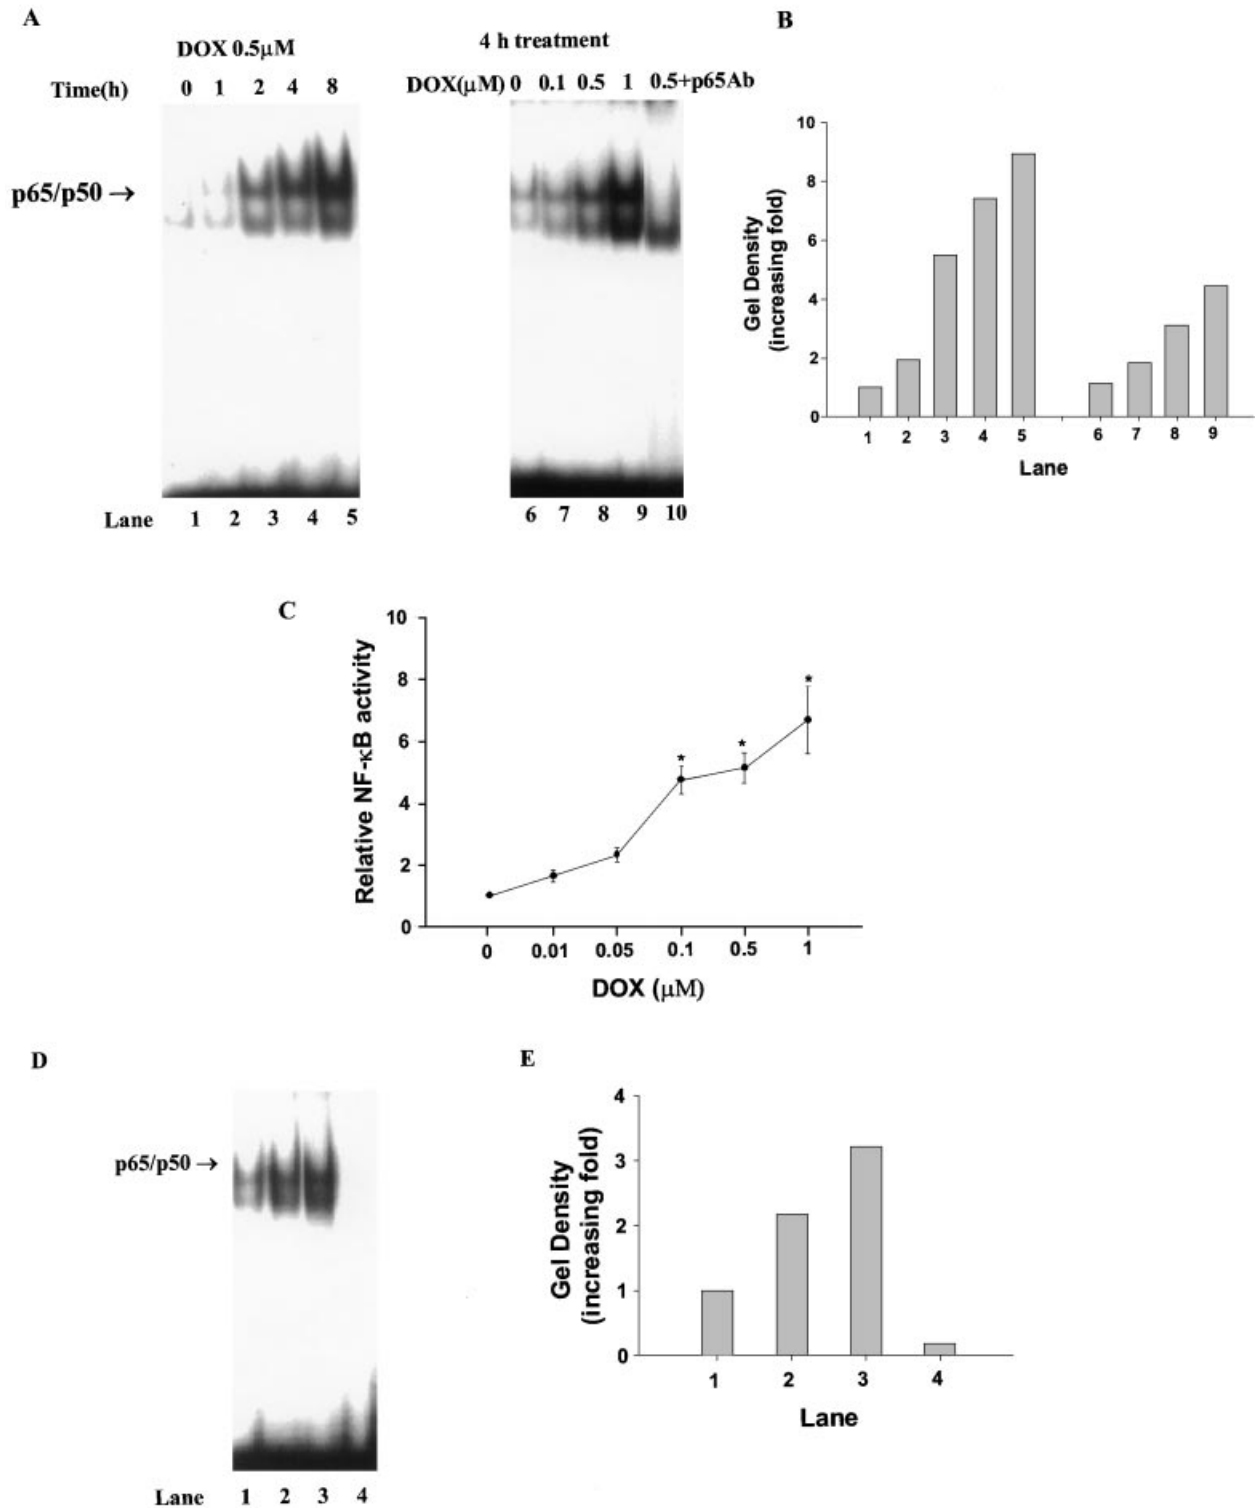 A
DOX 0.5μM
Time(h) 0 1 2 4 8
p65/p50 →
Lane 1 2 3 4 5
4 h treatment
DOX(μM) 0 0.1 0.5 1 0.5+p65Ab
6 7 8 9 10
B
Gel Density
(increasing fold)
10
8
6
4
2
0
1 2 3 4 5 6 7 8 9
Lane
C
Relative NF-κB activity
10
8
6
4
2
0
* * *
0 0.01 0.05 0.1 0.5 1
DOX (μM)
D
p65/p50 →
Lane 1 2 3 4
E
Gel Density
(increasing fold)
4
3
2
1
0
1 2 3 4
Lane